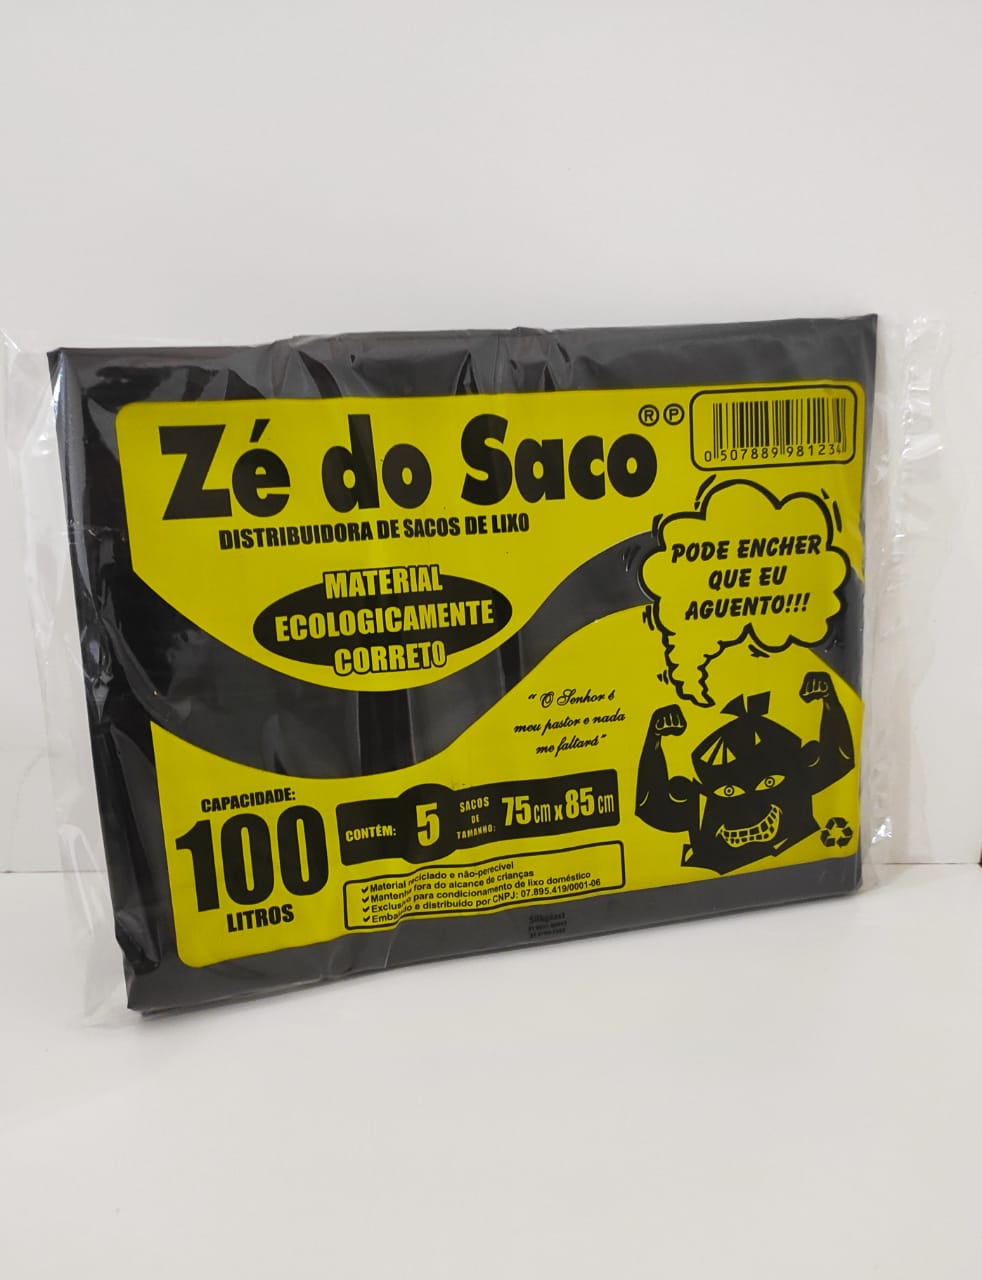 Zé do Saco ® ℗
0 507889 981234
DISTRIBUIDORA DE SACOS DE LIXO
PODE ENCHER
QUE EU
AGUENTO!!!
MATERIAL
ECOLOGICAMENTE
CORRETO
“O Senhor é
meu pastor e nada
me faltará”
CAPACIDADE:
100
LITROS
CONTÉM: 5 SACOS DE TAMANHO: 75cm x 85cm
Material reciclado e não-perecível
Mantenha fora do alcance de crianças
Exclusivo para condicionamento de lixo doméstico
Embalado e distribuido por CNPJ: 07.895.419/0001-06
Silkplast